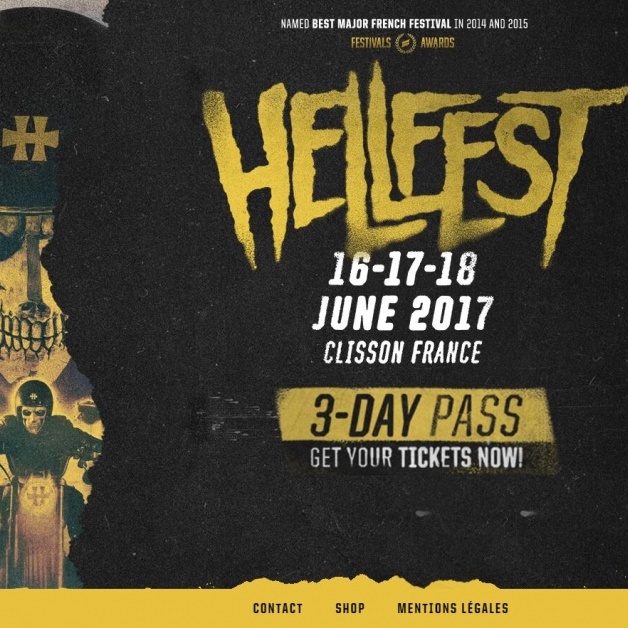 NAMED BEST MAJOR FRENCH FESTIVAL IN 2014 AND 2015
FESTIVALS AWARDS
HELLFEST
16-17-18
JUNE 2017
CLISSON FRANCE
3-DAY PASS
GET YOUR TICKETS NOW!
CONTACT SHOP MENTIONS LÉGALES